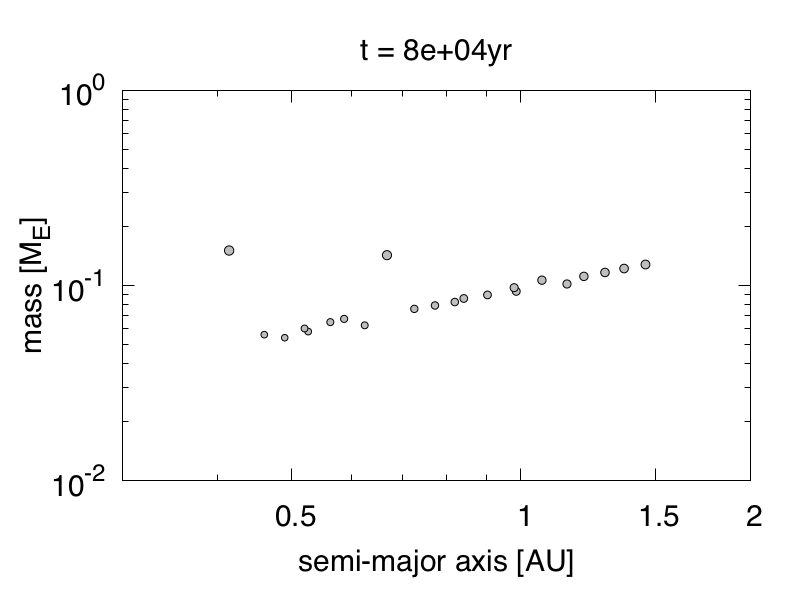 t = 8e+04yr
10^0
10^-1
10^-2
mass [M_E]
0.5 1 1.5 2
semi-major axis [AU]